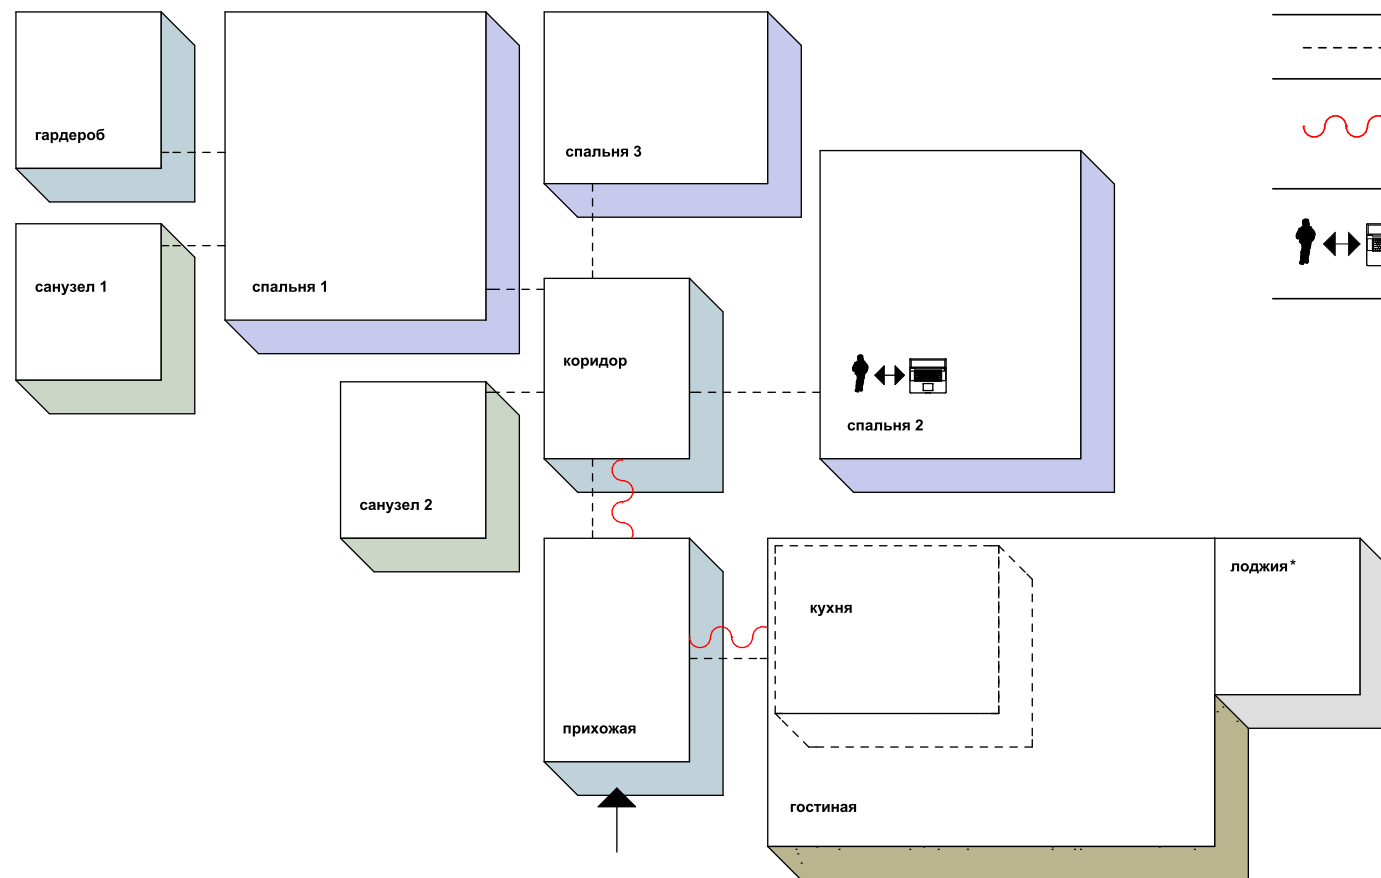 гардероб
спальня 3
санузел 1
спальня 1
коридор
спальня 2
санузел 2
лоджия*
кухня
прихожая
гостиная